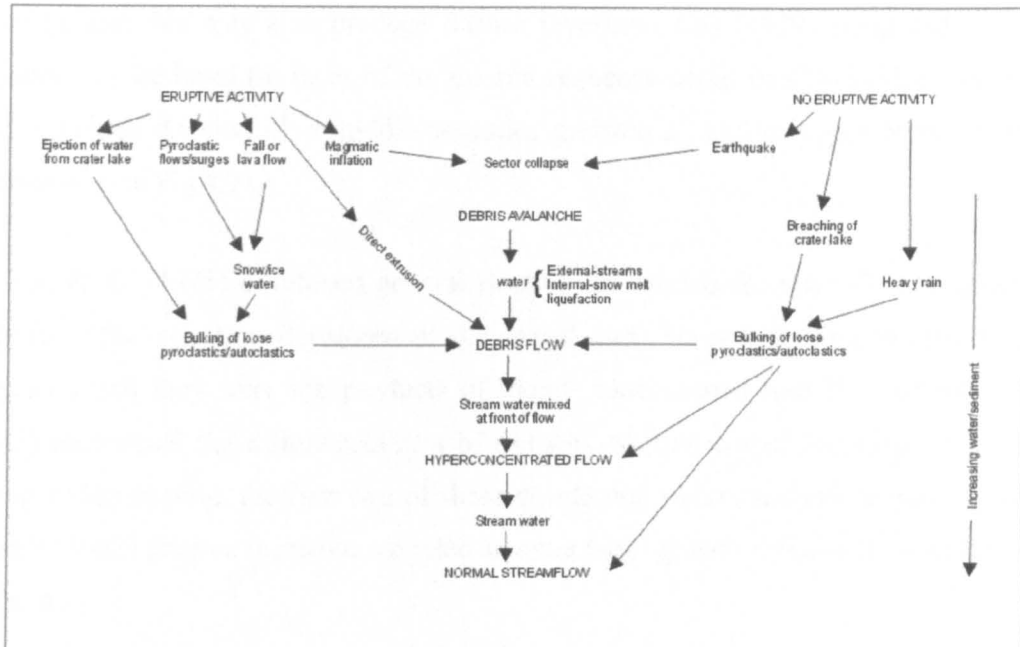 ERUPTIVE ACTIVITY
NO ERUPTIVE ACTIVITY
Ejection of water
from crater lake
Pyroclastic
flows/surges
Fall or
lava flow
Magmatic
inflation
Sector collapse
Earthquake
DEBRIS AVALANCHE
Direct extrusion
Breaching of
crater lake
Snow/ice
water
water {
External-streams
Internal-snow melt
liquefaction
Heavy rain
Bulking of loose
pyroclastics/autoclastics
DEBRIS FLOW
Bulking of loose
pyroclastics/autoclastics
Stream water mixed
at front of flow
HYPERCONCENTRATED FLOW
Stream water
NORMAL STREAMFLOW
Increasing water/sediment